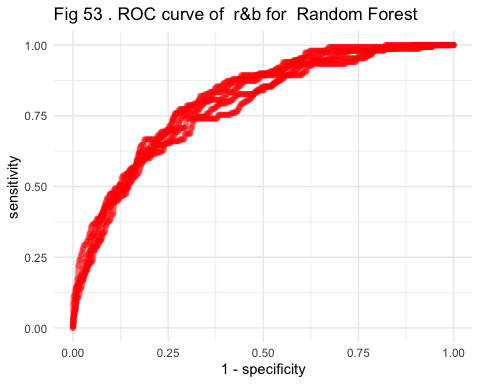 Fig 53 . ROC curve of  r&b for  Random Forest
1.00
0.75
0.50
0.25
0.00
sensitivity
0.00 0.25 0.50 0.75 1.00
1 - specificity